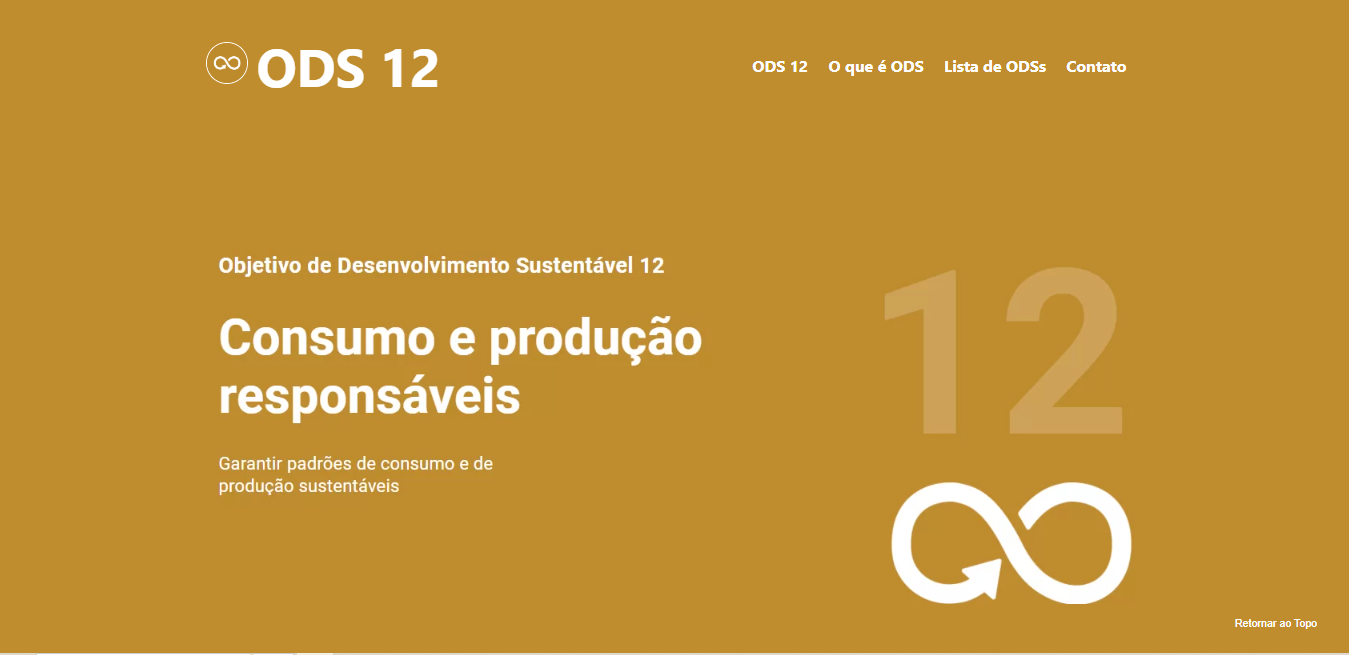 ODS 12
ODS 12 O que é ODS Lista de ODSs Contato
Objetivo de Desenvolvimento Sustentável 12
Consumo e produção
responsáveis
Garantir padrões de consumo e de
produção sustentáveis
12
Retornar ao Topo